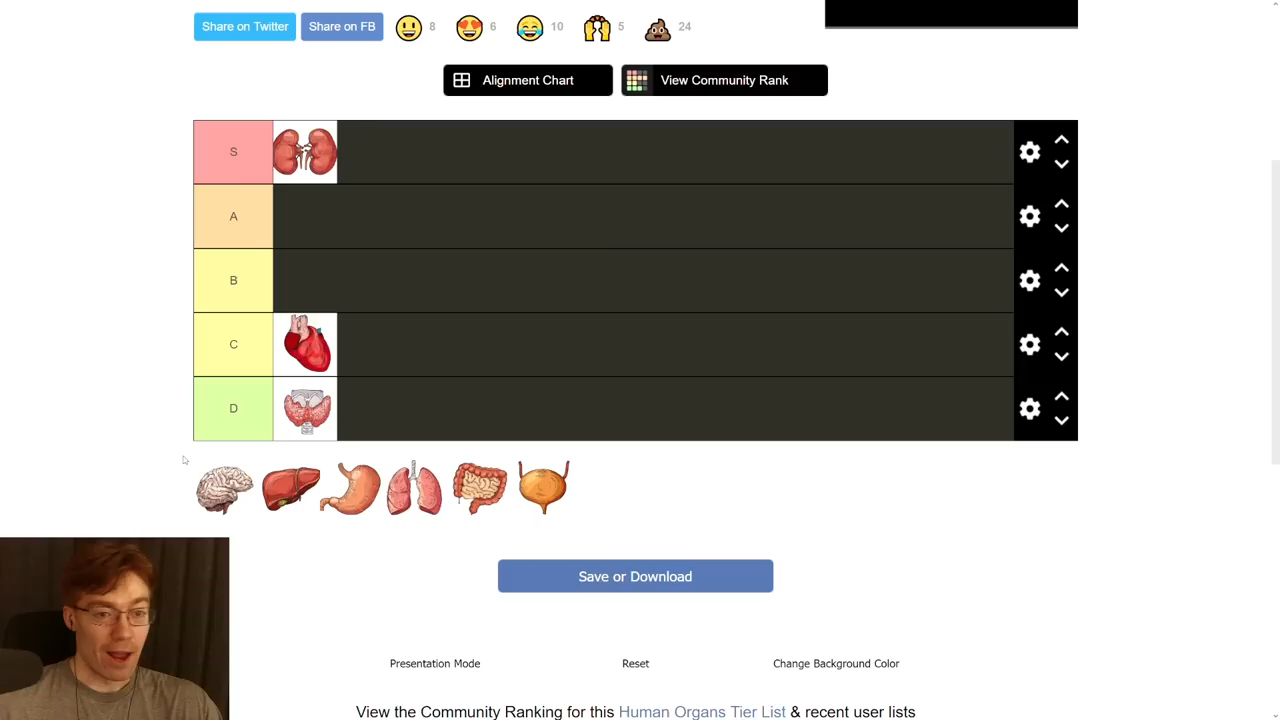 Share on Twitter Share on FB 8 6 10 5 24
Alignment Chart View Community Rank
S
A
B
C
D
Save or Download
Presentation Mode Reset Change Background Color
View the Community Ranking for this Human Organs Tier List & recent user lists